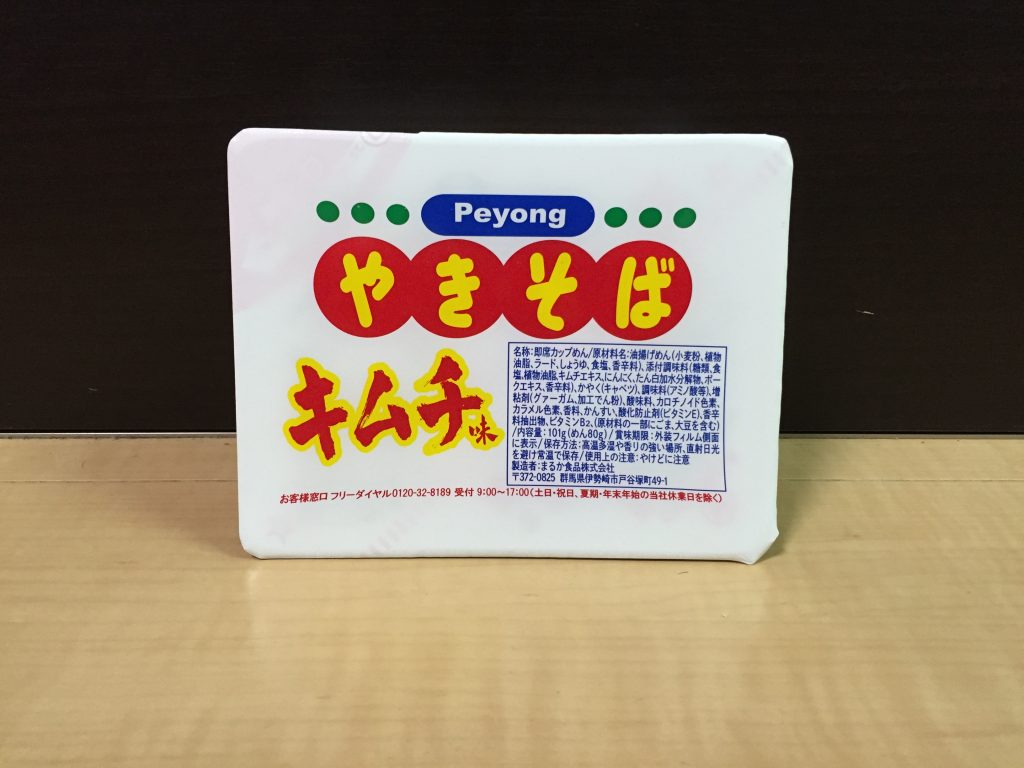 Peyong
やきそば
キムチ味
名称:即席カップめん/原材料名:油揚げめん(小麦粉、植物
油脂、ラード、しょうゆ、食塩、香辛料)、添付調味料(糖類、食
塩、植物油脂、キムチエキス、にんにく、たん白加水分解物、ポー
クエキス、香辛料)、かやく(キャベツ)、調味料(アミノ酸等)、増
粘剤(グァーガム、加工でん粉)、酸味料、カロチノイド色素、
カラメル色素、香料、かんすい、酸化防止剤(ビタミンE)、香辛
料抽出物、ビタミンB₂、(原材料の一部にごま、大豆を含む)
/内容量:101g(めん80g)/賞味期限:外装フィルム側面
に表示/保存方法:高温多湿や香りの強い場所、直射日光
を避け常温で保存/使用上の注意:やけどに注意
製造者:まるか食品株式会社
〒372-0825 群馬県伊勢崎市戸谷塚町49-1
お客様窓口 フリーダイヤル0120-32-8189 受付 9:00〜17:00(土日・祝日、夏期・年末年始の当社休業日を除く)